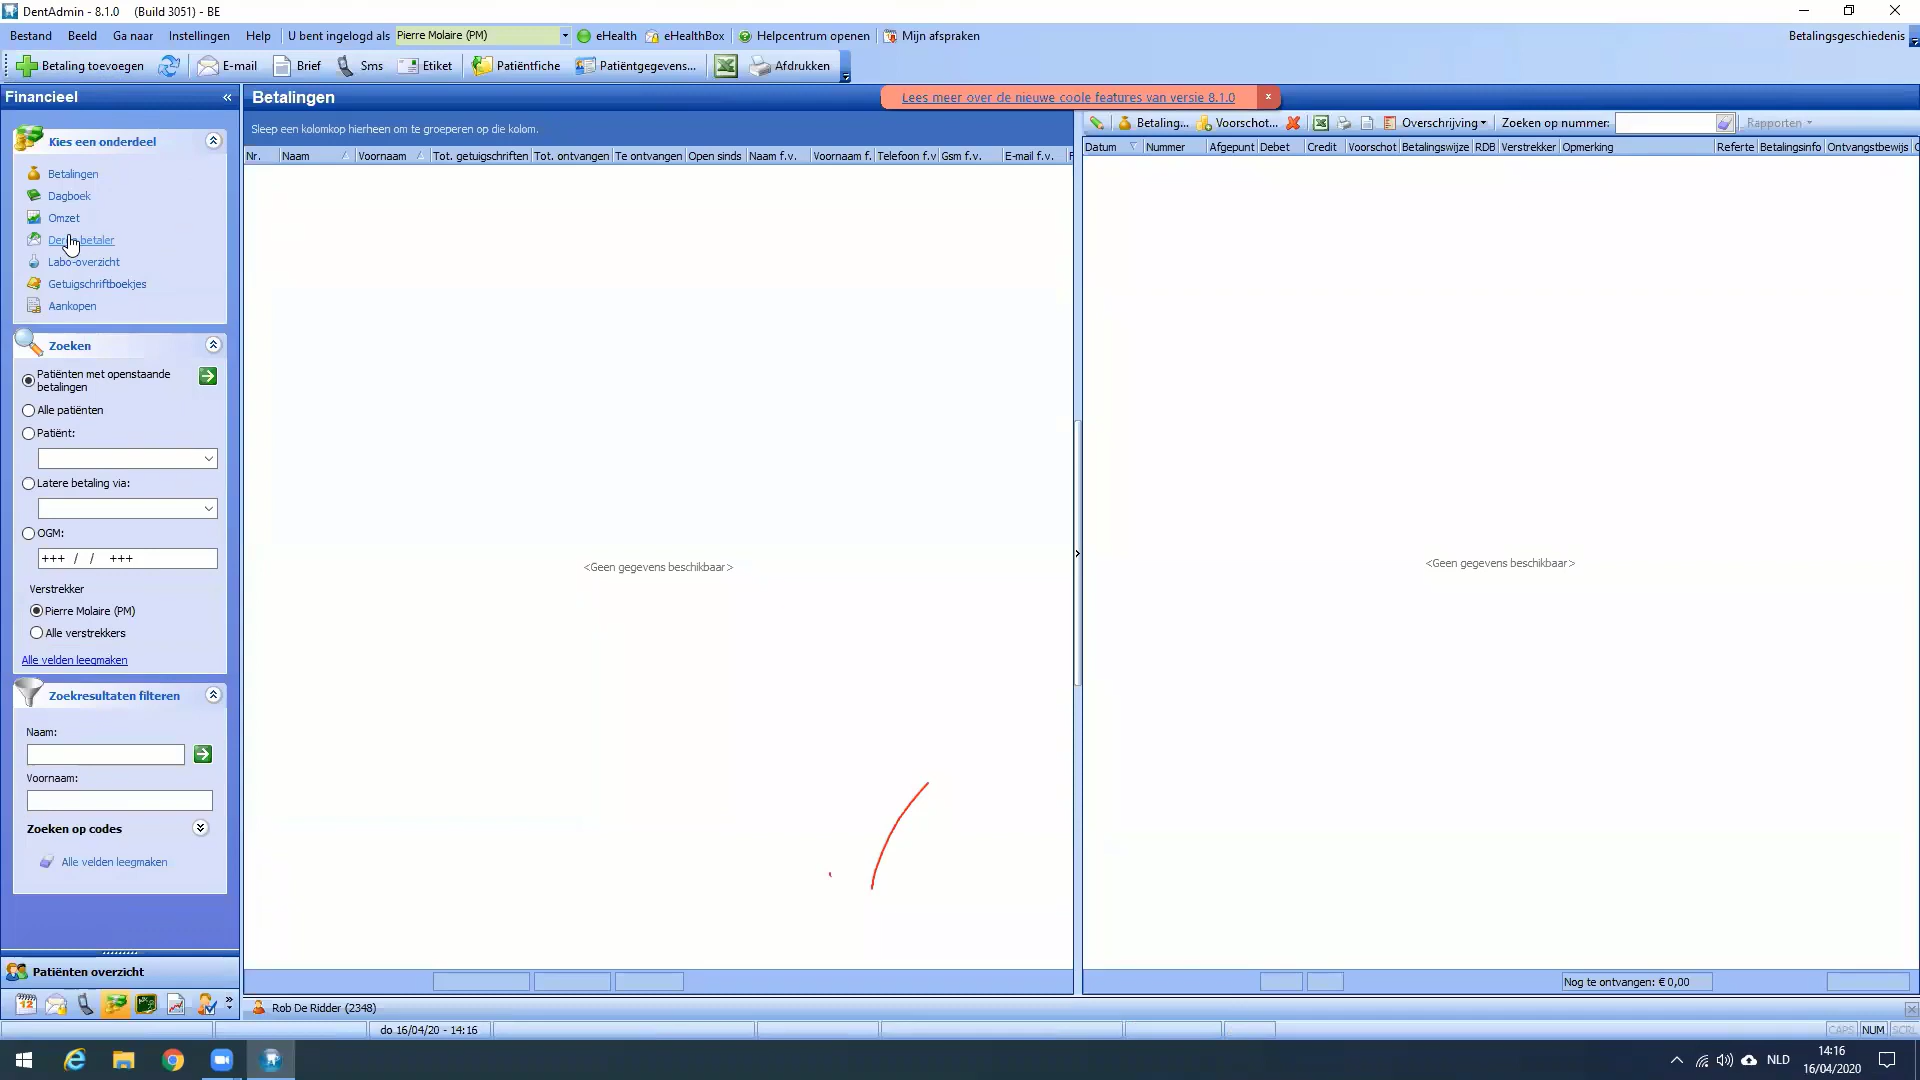 DentAdmin - 8.1.0 (Build 3051) - BE
Bestand Beeld Ga naar Instellingen Help U bent ingelogd als Pierre Molaire (PM) eHealth eHealthBox Helpcentrum openen Mijn afspraken Betalingsgeschiedenis
Betaling toevoegen E-mail Brief Sms Etiket Patiëntfiche Patiëntgegevens... Afdrukken
Financieel
Betalingen
Lees meer over de nieuwe coole features van versie 8.1.0
Kies een onderdeel
Betalingen
Dagboek
Omzet
betaler
Labo-overzicht
Getuigschriftboekjes
Aankopen
Zoeken
Patiënten met openstaande
betalingen
Alle patiënten
Patiënt:
Latere betaling via:
OGM:
+++ / / +++
Verstrekker
Pierre Molaire (PM)
Alle verstrekkers
Alle velden leegmaken
Zoekresultaten filteren
Naam:
Voornaam:
Zoeken op codes
Alle velden leegmaken
Patiënten overzicht
12
Sleep een kolomkop hierheen om te groeperen op die kolom.
Nr. Naam Voornaam Tot. getuigschriften Tot. ontvangen Te ontvangen Open sinds Naam f.v. Voornaam f. Telefoon f.v Gsm f.v. E-mail f.v.
<Geen gegevens beschikbaar>
Betaling... Voorschot... Overschrijving Zoeken op nummer: Rapporten
Datum Nummer Afgepunt Debet Credit Voorschot Betalingswijze RDB Verstrekker Opmerking Referte Betalingsinfo Ontvangstbewijs
<Geen gegevens beschikbaar>
Nog te ontvangen: € 0,00
Rob De Ridder (2348)
do 16/04/20 - 14:16
CAPS NUM SCRL
NLD
14:16
16/04/2020